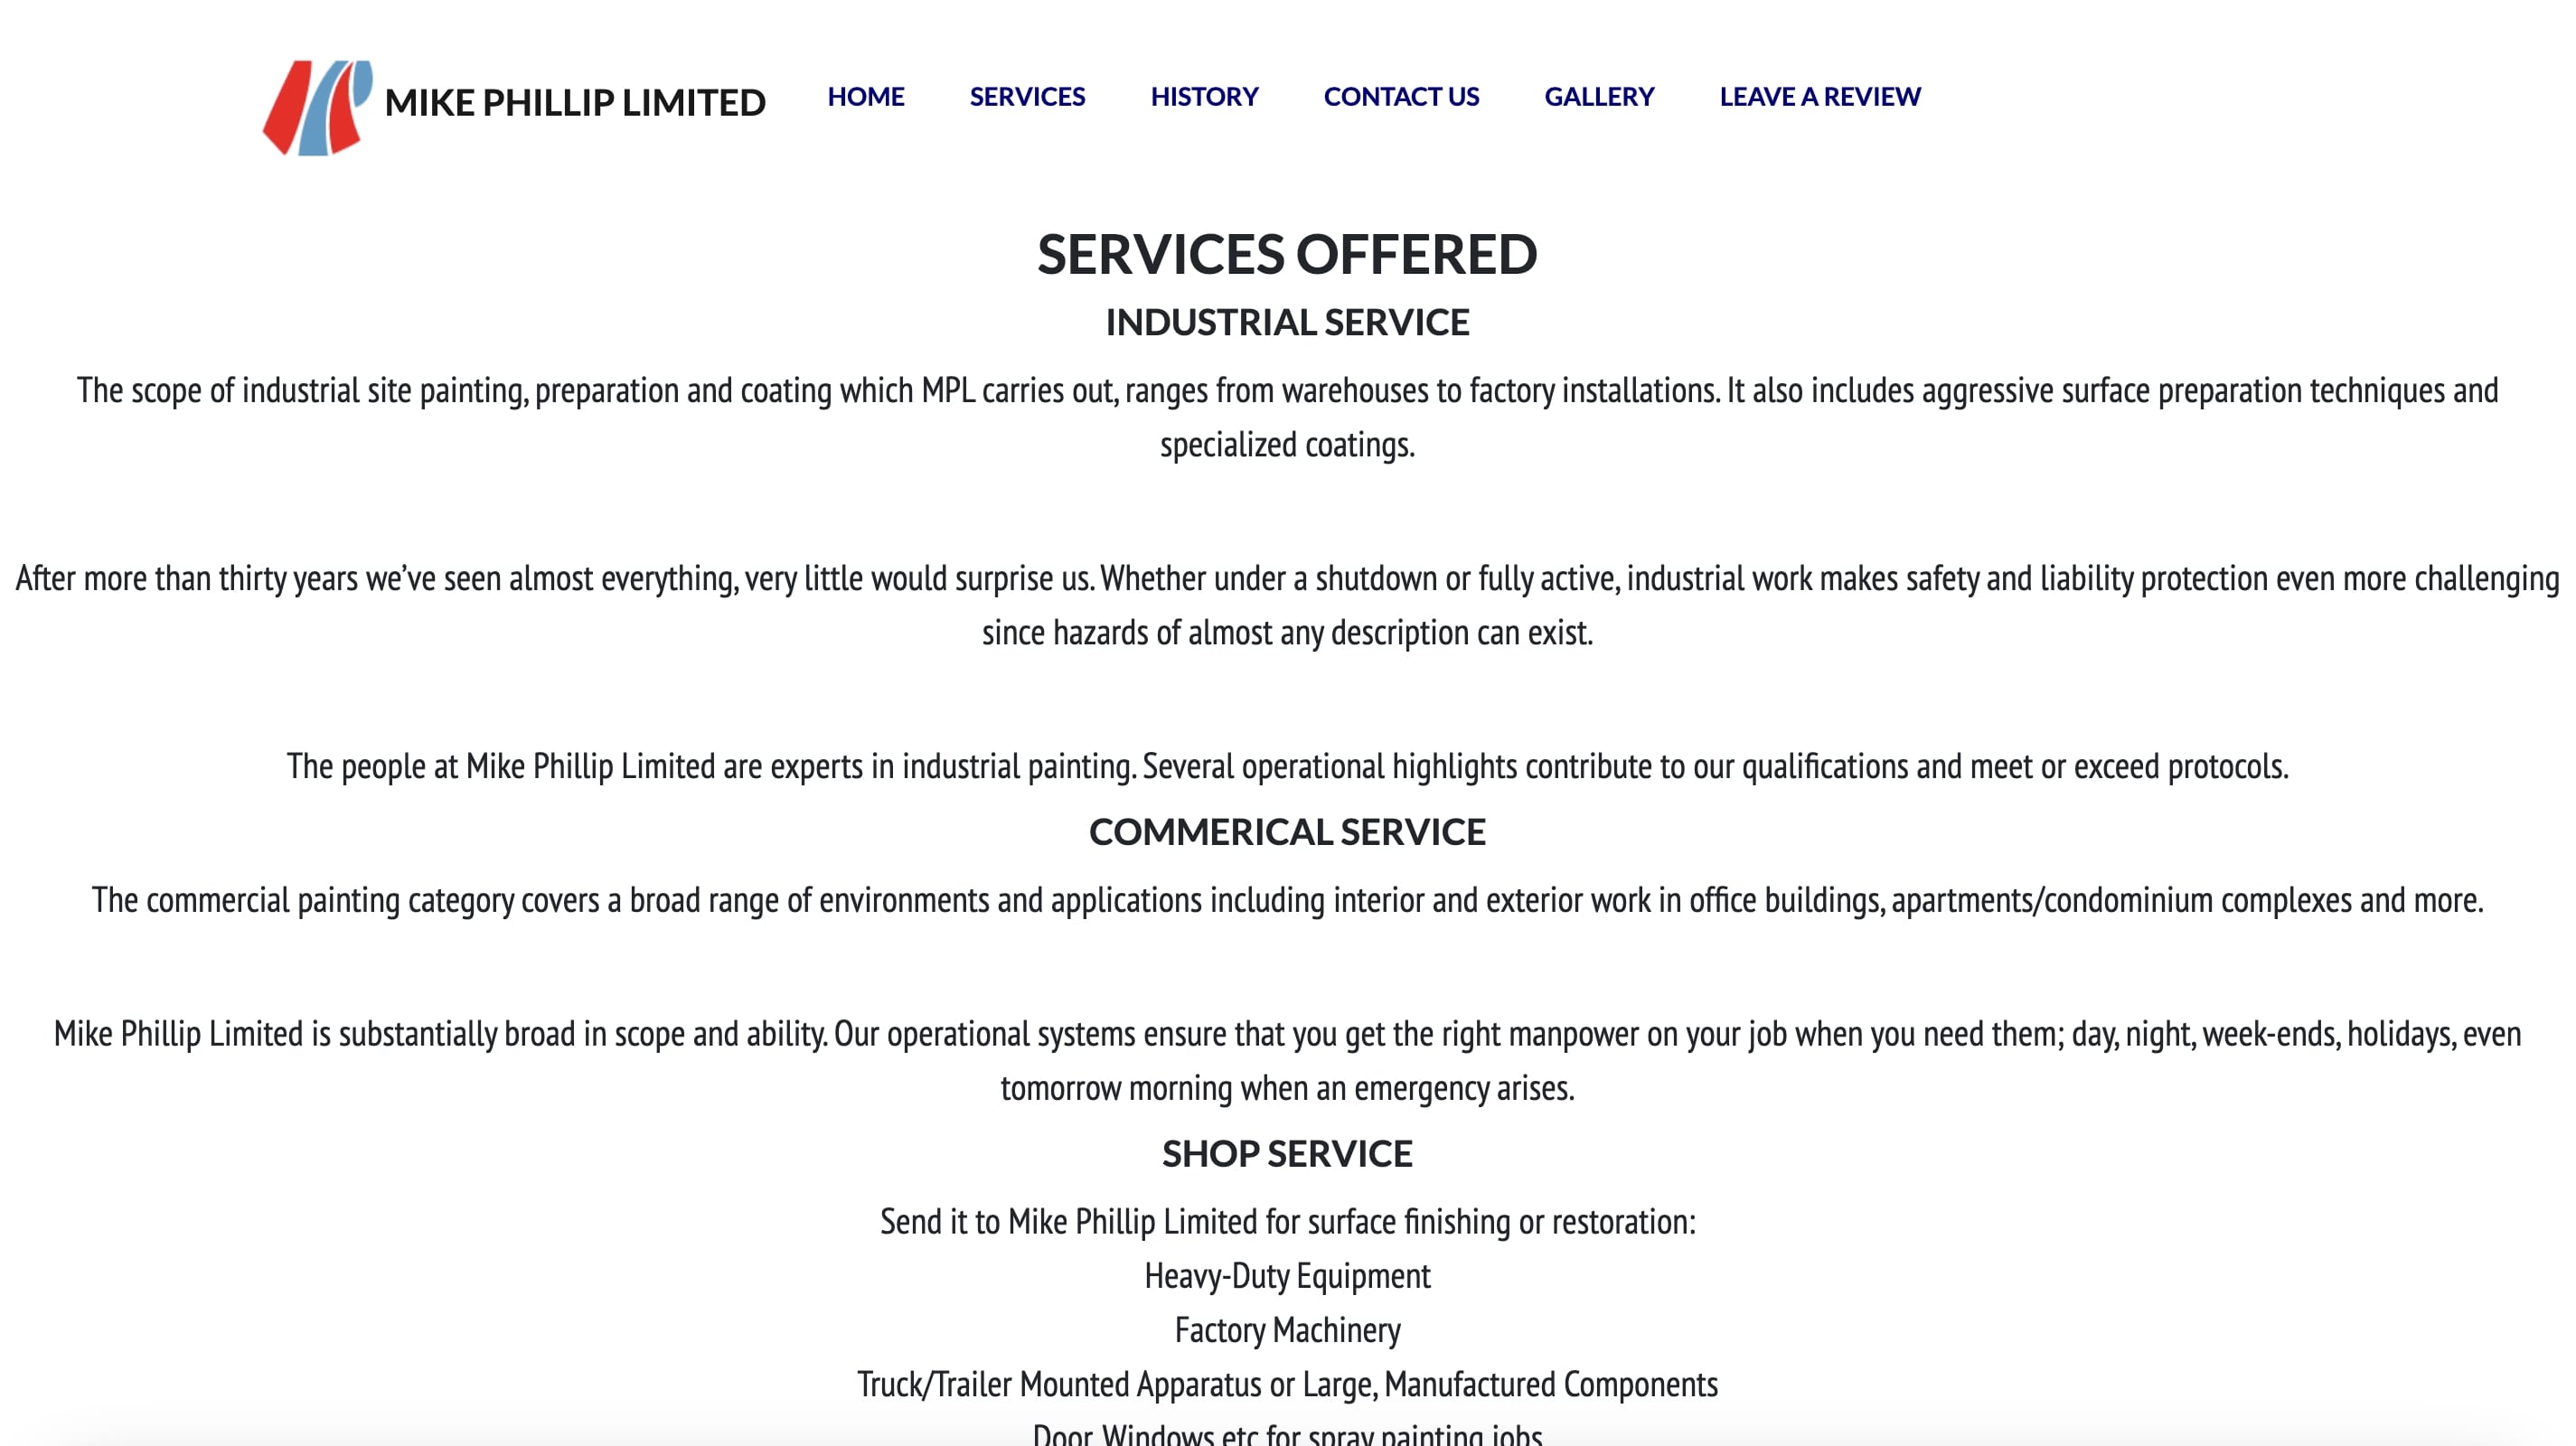 MIKE PHILLIP LIMITED
HOME SERVICES HISTORY CONTACT US GALLERY LEAVE A REVIEW
SERVICES OFFERED
INDUSTRIAL SERVICE
The scope of industrial site painting, preparation and coating which MPL carries out, ranges from warehouses to factory installations. It also includes aggressive surface preparation techniques and
specialized coatings.
After more than thirty years we’ve seen almost everything, very little would surprise us. Whether under a shutdown or fully active, industrial work makes safety and liability protection even more challenging
since hazards of almost any description can exist.
The people at Mike Phillip Limited are experts in industrial painting. Several operational highlights contribute to our qualifications and meet or exceed protocols.
COMMERICAL SERVICE
The commercial painting category covers a broad range of environments and applications including interior and exterior work in office buildings, apartments/condominium complexes and more.
Mike Phillip Limited is substantially broad in scope and ability. Our operational systems ensure that you get the right manpower on your job when you need them; day, night, week-ends, holidays, even
tomorrow morning when an emergency arises.
SHOP SERVICE
Send it to Mike Phillip Limited for surface finishing or restoration:
Heavy-Duty Equipment
Factory Machinery
Truck/Trailer Mounted Apparatus or Large, Manufactured Components
Door, Windows etc for spray painting jobs